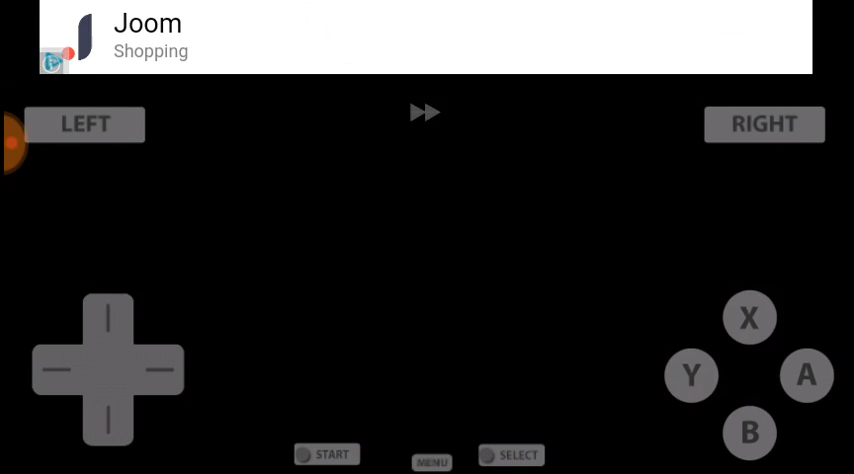 Joom
Shopping
LEFT
RIGHT
X
Y
A
B
START
MENU
SELECT